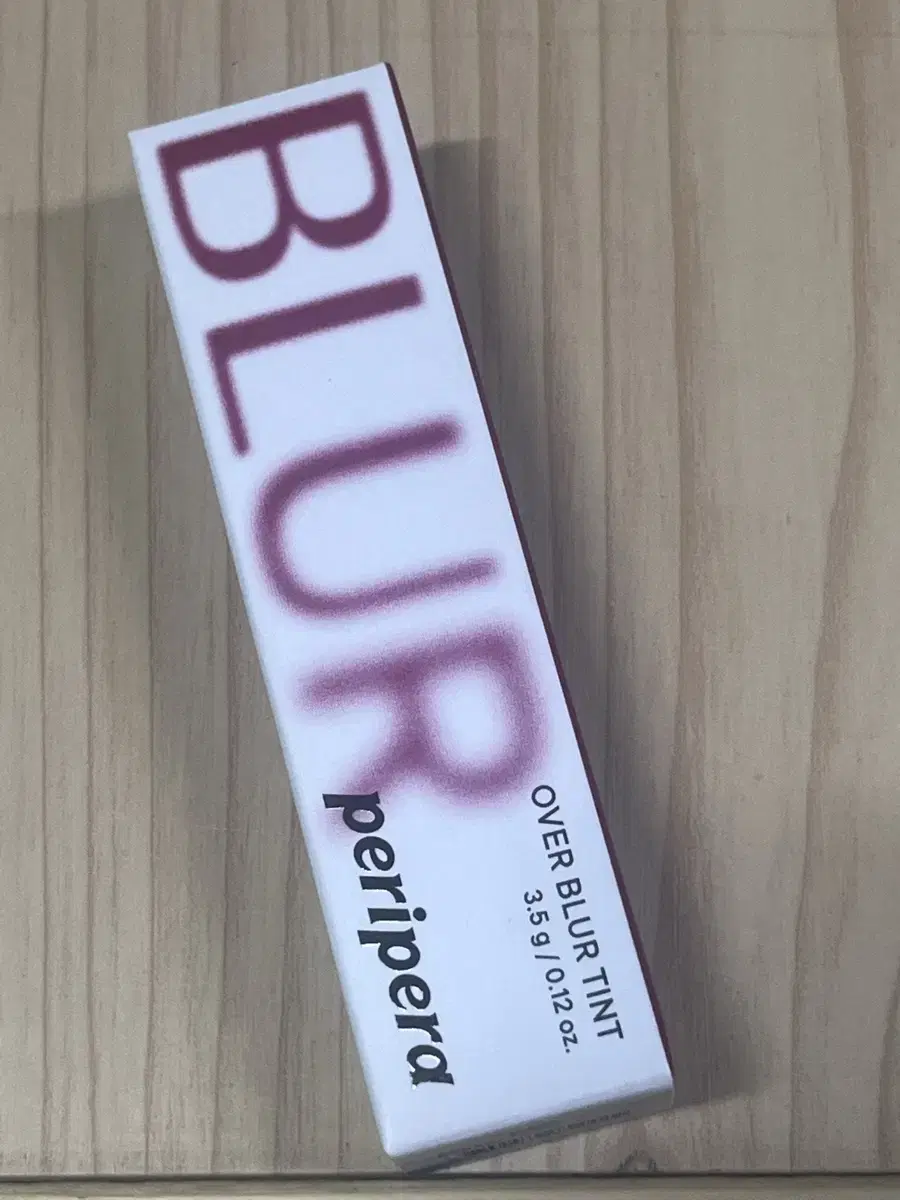 BLUR
peripera
OVER BLUR TINT
3.5 g / 0.12 oz.